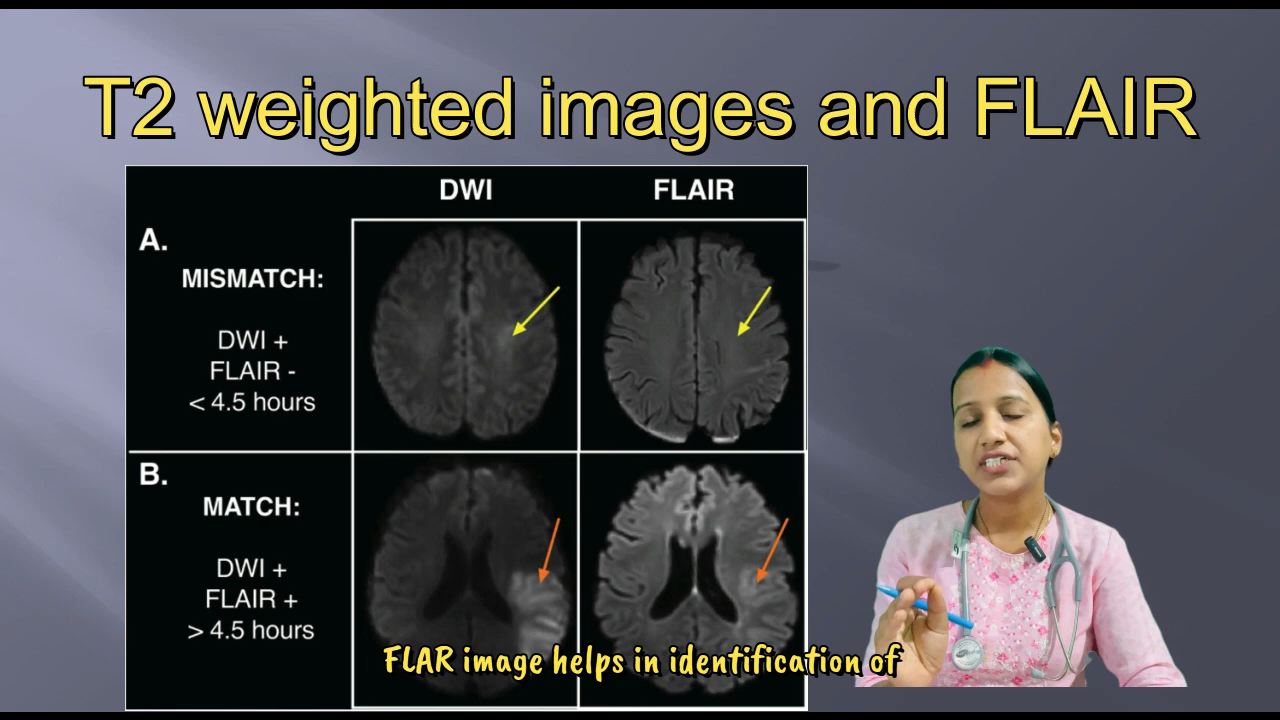 T2 weighted images and FLAIR
DWI
FLAIR
A.
MISMATCH:
DWI +
FLAIR -
< 4.5 hours
B.
MATCH:
DWI +
FLAIR +
> 4.5 hours
FLAR image helps in identification of